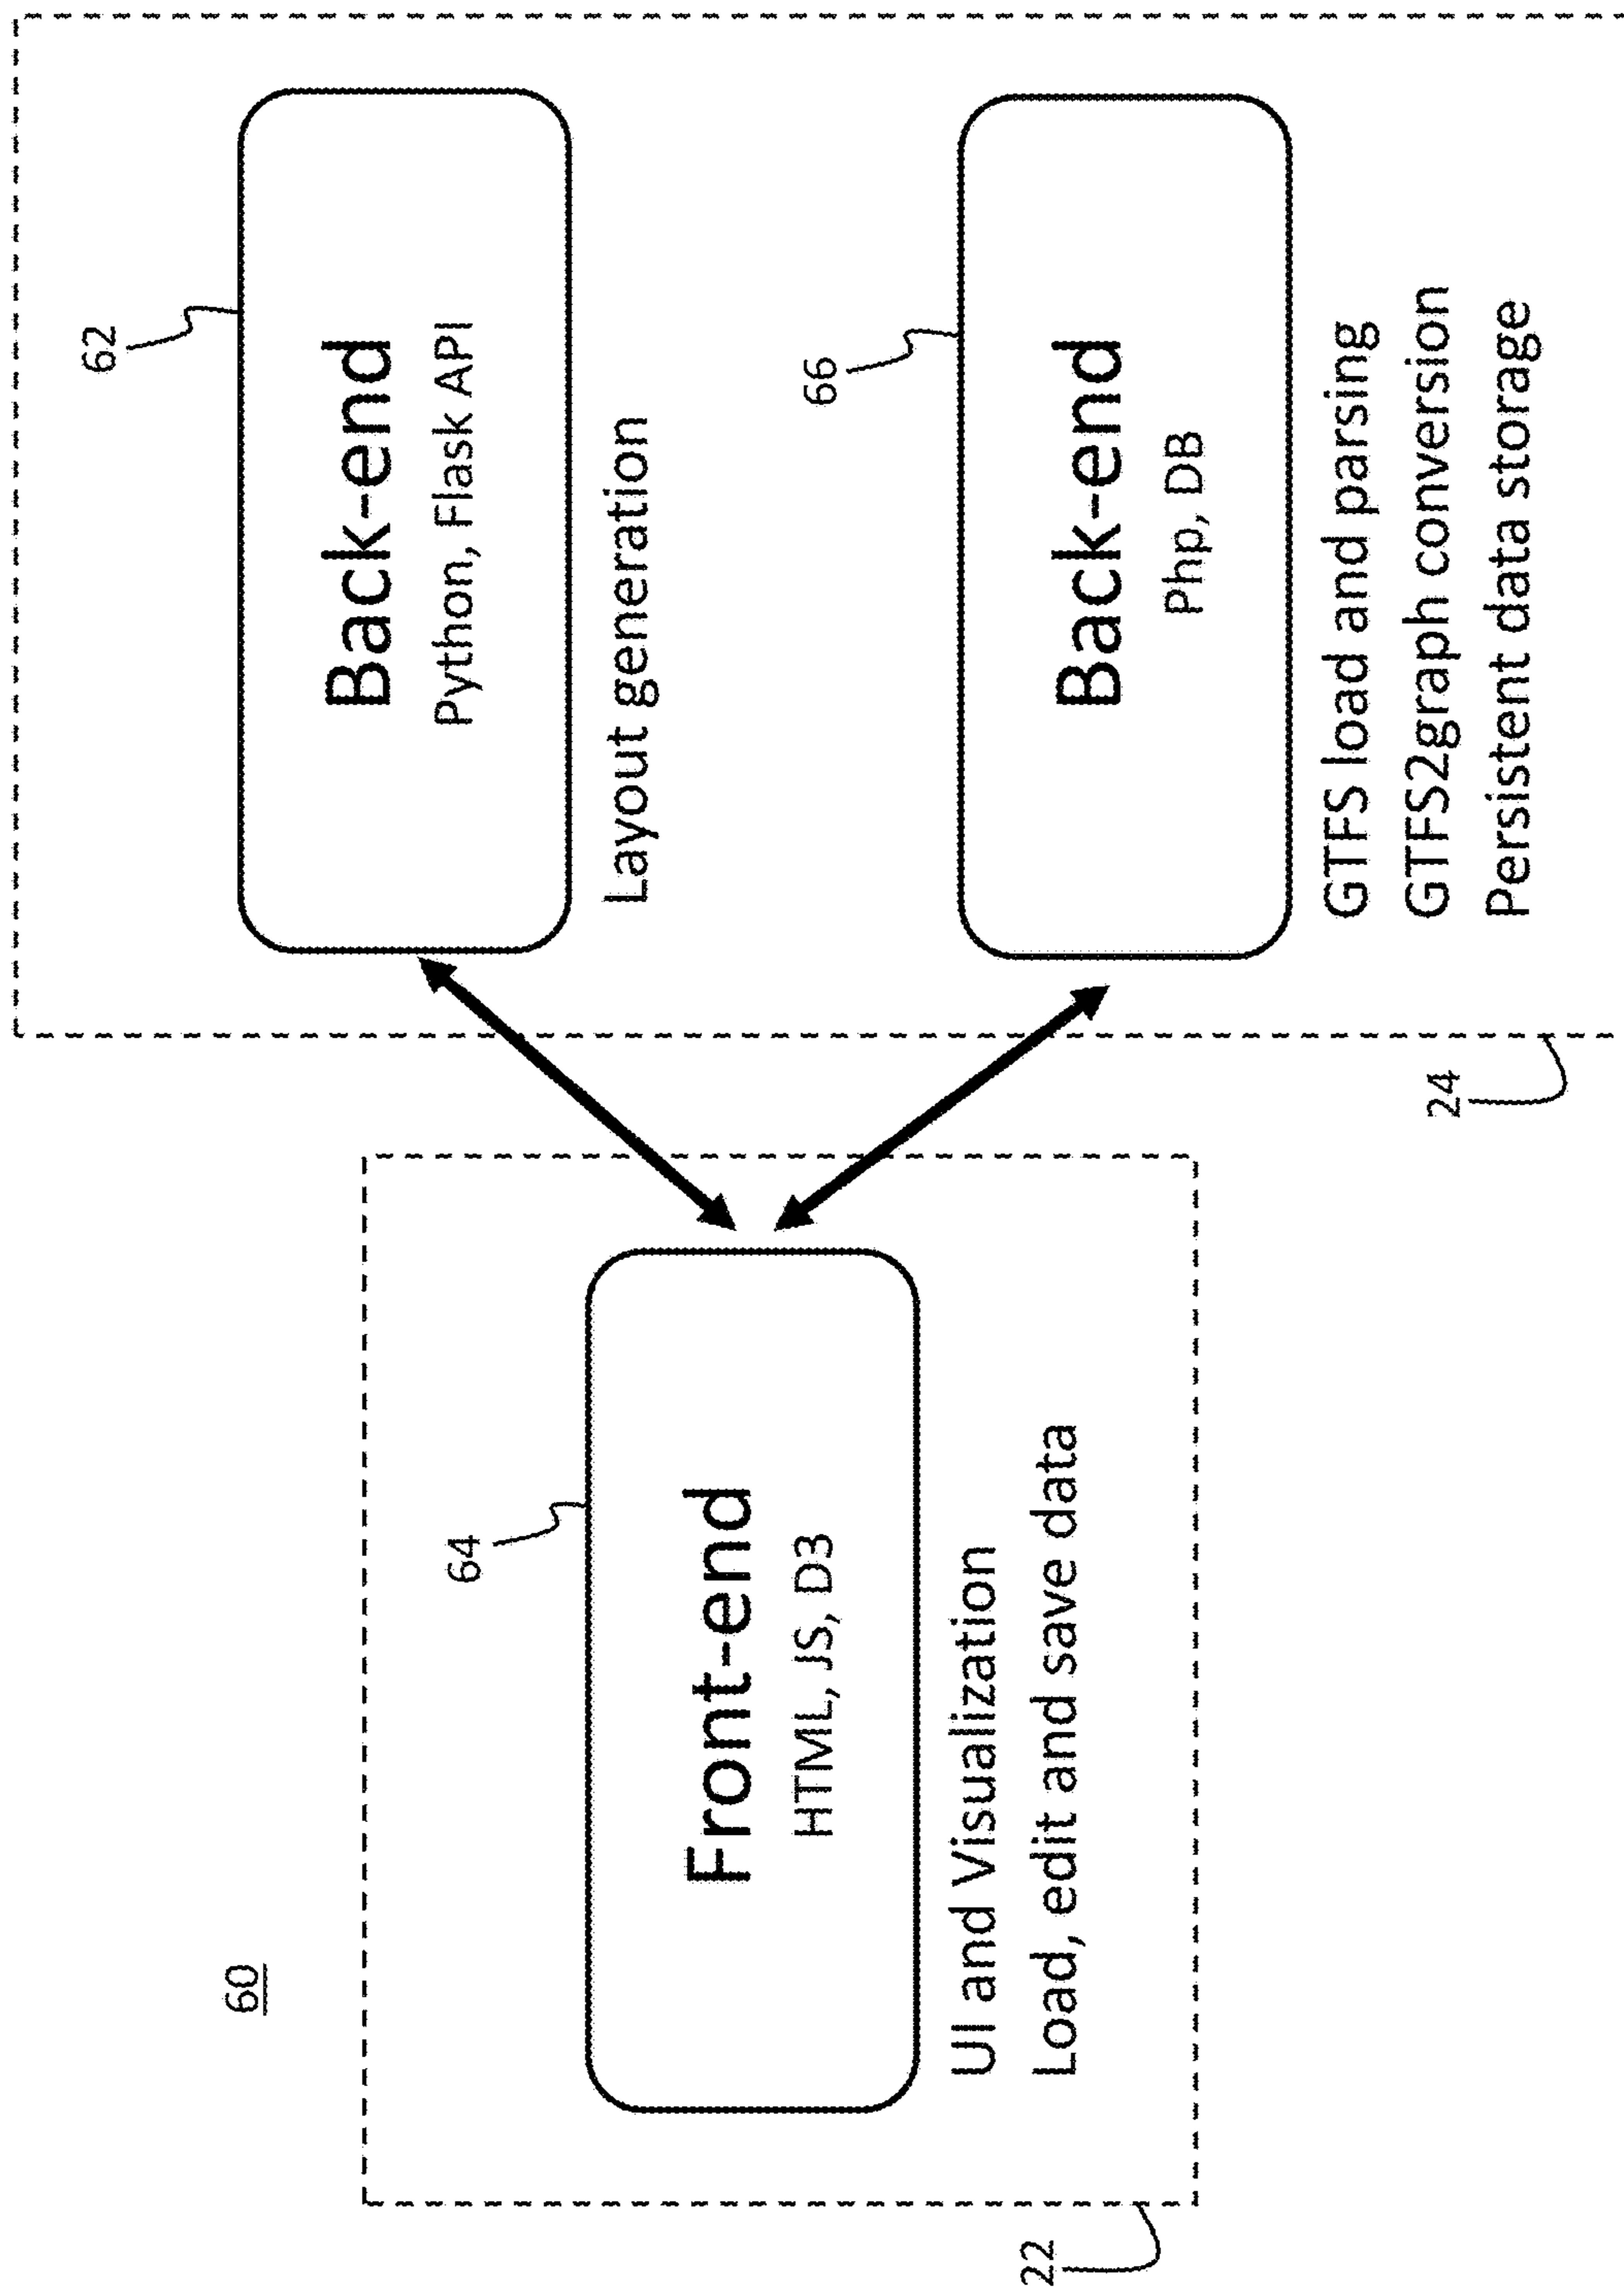 60
22
64
Front-end
HTML, JS, D3
UI and Visualization
Load, edit and save data
24
62
Back-end
Python, Flask API
Layout generation
66
Back-end
Php, DB
GTFS load and parsing
GTFS2graph conversion
Persistent data storage